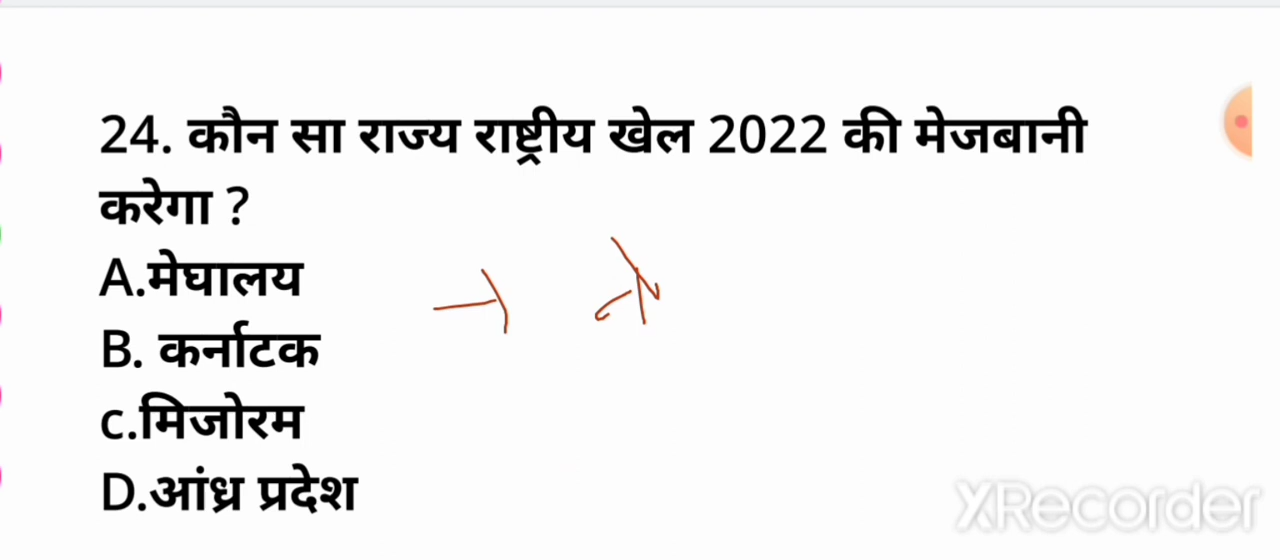 24. कौन सा राज्य राष्ट्रीय खेल 2022 की मेजबानी
करेगा ?
A.मेघालय
B. कर्नाटक
c.मिजोरम
D.आंध्र प्रदेश
XRecorder